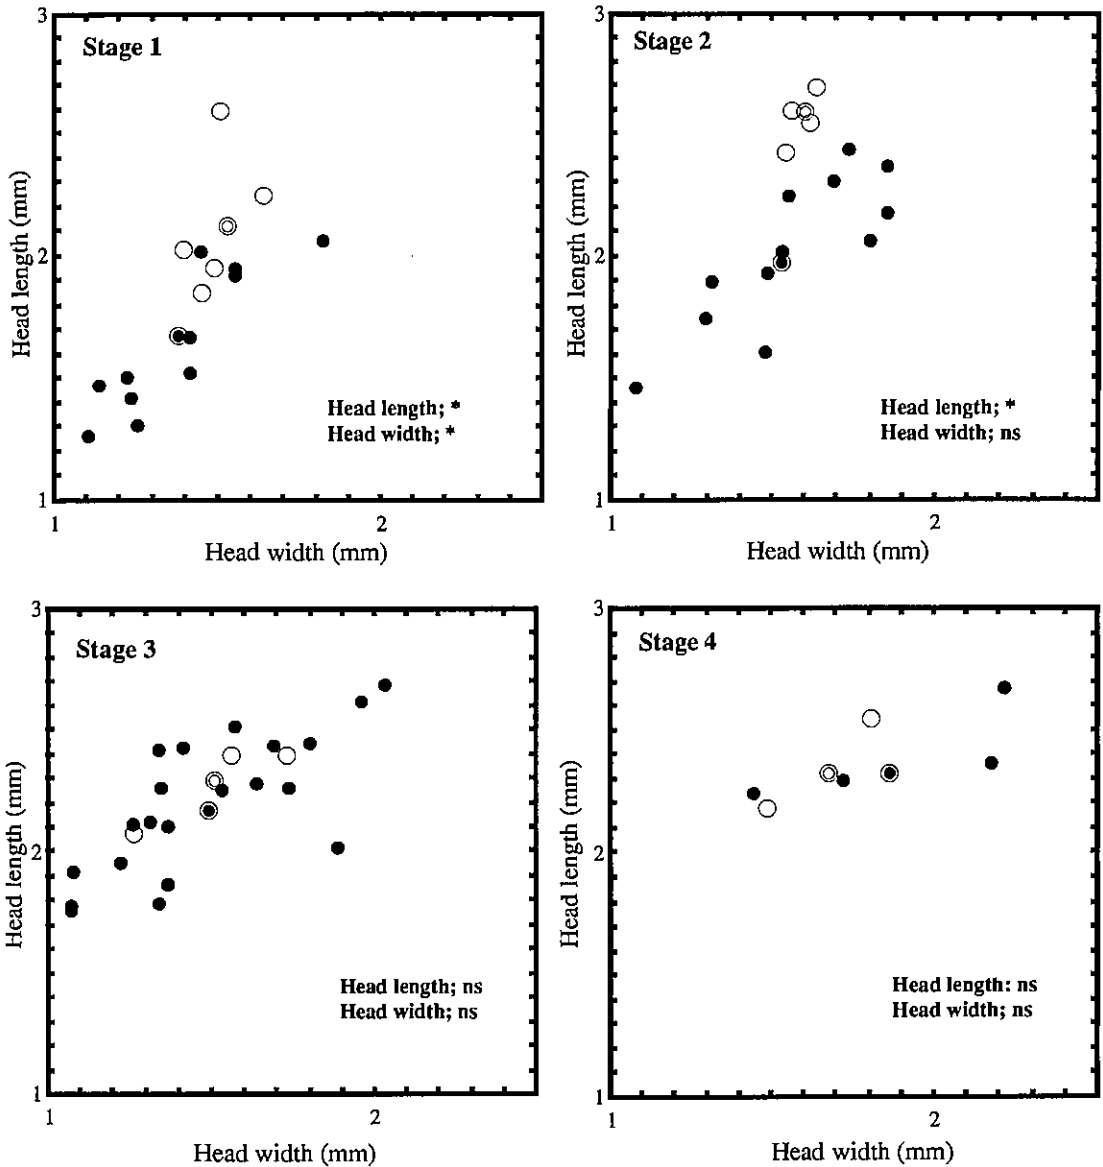 3
Stage 1
Head length (mm)
2
Head length; *
Head width; *
1
1
2
Head width (mm)
3
Stage 2
Head length (mm)
2
Head length; *
Head width; ns
1
1
2
Head width (mm)
3
Stage 3
Head length (mm)
2
Head length; ns
Head width; ns
1
1
2
Head width (mm)
3
Stage 4
Head length (mm)
2
Head length: ns
Head width; ns
1
1
2
Head width (mm)